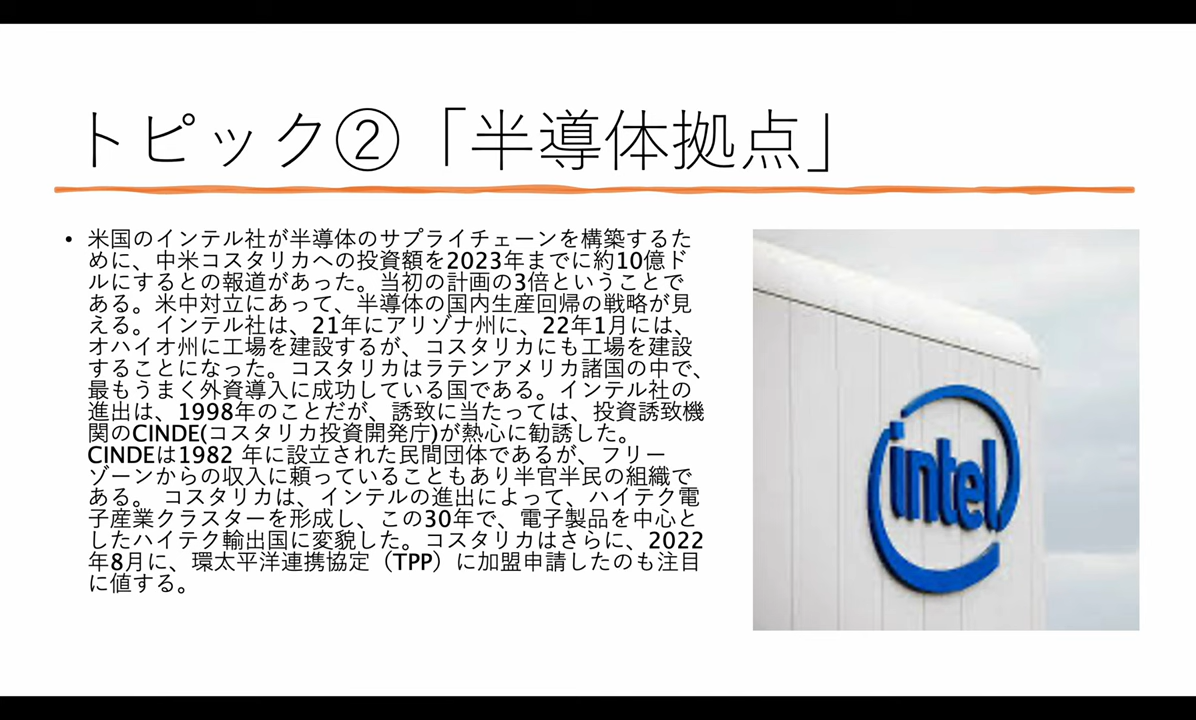 トピック②「半導体拠点」
• 米国のインテル社が半導体のサプライチェーンを構築するた
めに、中米コスタリカへの投資額を2023年までに約10億ド
ルにするとの報道があった。当初の計画の3倍ということで
ある。米中対立にあって、半導体の国内生産回帰の戦略が見
える。インテル社は、21年にアリゾナ州に、22年1月には、
オハイオ州に工場を建設するが、コスタリカにも工場を建設
することになった。コスタリカはラテンアメリカ諸国の中で、
最もうまく外資導入に成功している国である。インテル社の
進出は、1998年のことだが、誘致に当たっては、投資誘致機
関のCINDE(コスタリカ投資開発庁)が熱心に勧誘した。
CINDEは1982 年に設立された民間団体であるが、フリー
ゾーンからの収入に頼っていることもあり半官半民の組織で
ある。 コスタリカは、インテルの進出によって、ハイテク電
子産業クラスターを形成し、この30年で、電子製品を中心と
したハイテク輸出国に変貌した。コスタリカはさらに、2022
年8月に、環太平洋連携協定（TPP）に加盟申請したのも注目
に値する。
intel